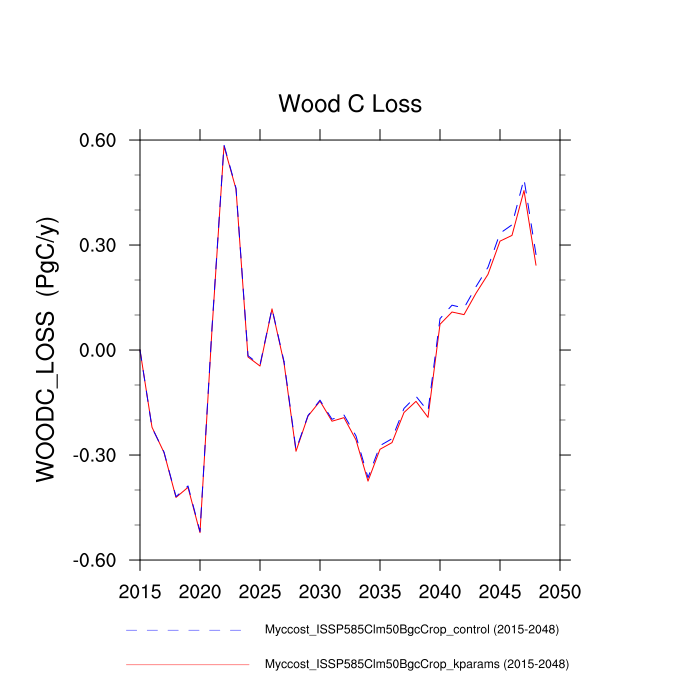 Wood C Loss
WOODC_LOSS (PgC/y)
0.60
0.30
0.00
-0.30
-0.60
2015 2020 2025 2030 2035 2040 2045 2050
Myccost_ISSP585Clm50BgcCrop_control (2015-2048)
Myccost_ISSP585Clm50BgcCrop_kparams (2015-2048)